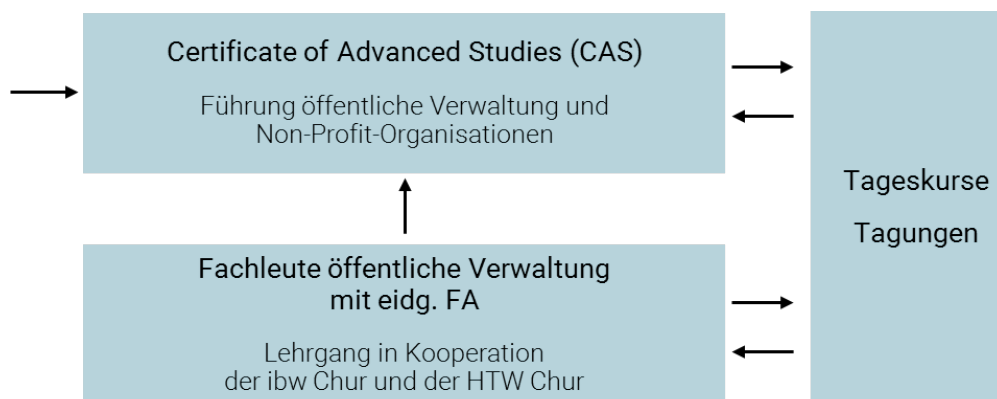 Certificate of Advanced Studies (CAS)
Führung öffentliche Verwaltung und
Non-Profit-Organisationen
Fachleute öffentliche Verwaltung
mit eidg. FA
Lehrgang in Kooperation
der ibw Chur und der HTW Chur
Tageskurse
Tagungen